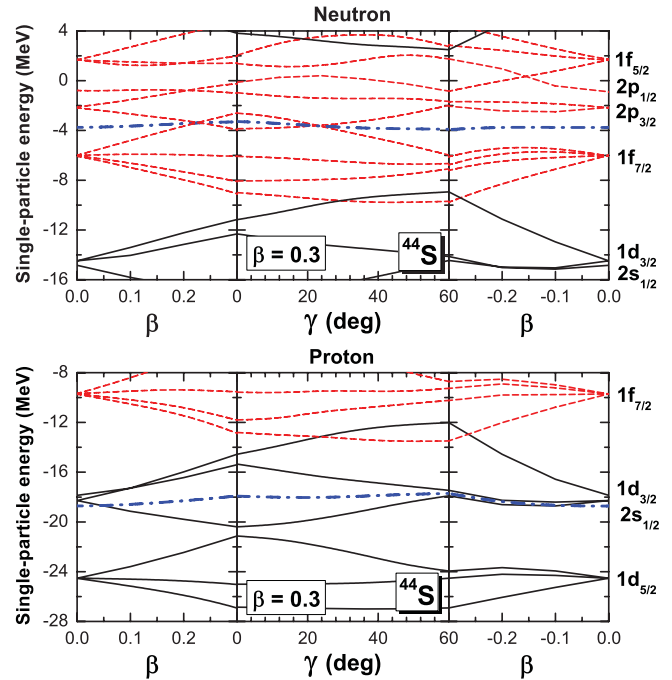 Neutron
Single-particle energy (MeV)
4
0
-4
-8
-12
-16
1f5/2
2p1/2
2p3/2
1f7/2
1d3/2
2s1/2
β = 0.3
44S
0.0 0.1 0.2 0 20 40 60 -0.2 -0.1 0.0
β γ (deg) β
Proton
Single-particle energy (MeV)
-8
-12
-16
-20
-24
-28
1f7/2
1d3/2
2s1/2
1d5/2
β = 0.3
44S
0.0 0.1 0.2 0 20 40 60 -0.2 -0.1 0.0
β γ (deg) β